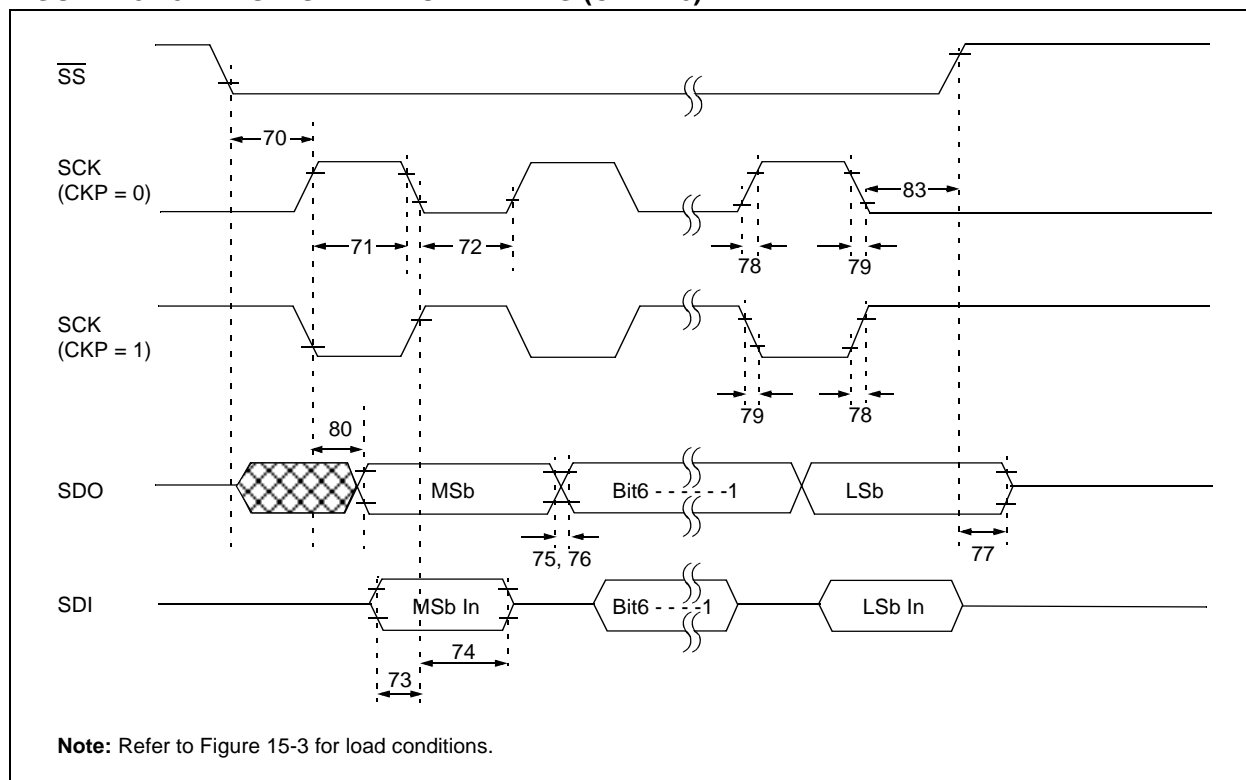 SS
70
SCK
(CKP = 0)
83
71
72
78
79
SCK
(CKP = 1)
79
78
80
SDO
MSb
Bit6 - - - - - -1
LSb
75, 76
77
SDI
MSb In
Bit6 - - - -1
LSb In
74
73
Note: Refer to Figure 15-3 for load conditions.